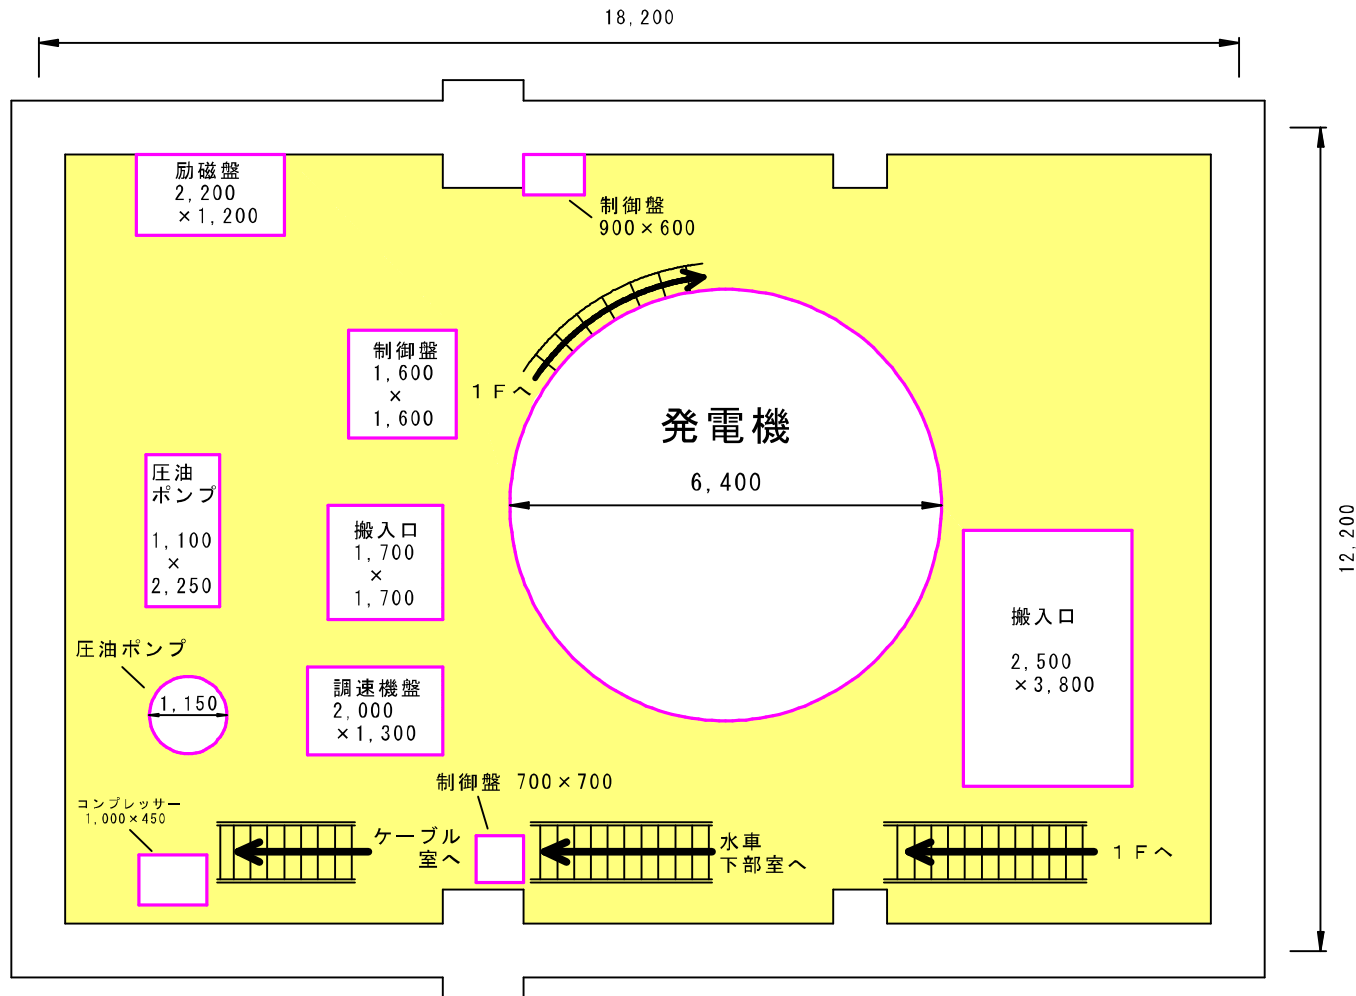 18,200
励磁盤
2,200
×1,200
制御盤
900×600
制御盤
1,600
×
1,600
1Fへ
発電機
6,400
圧油
ポンプ
1,100
×
2,250
搬入口
1,700
×
1,700
12,200
搬入口
2,500
×3,800
圧油ポンプ
1,150
調速機盤
2,000
×1,300
制御盤 700×700
コンプレッサー
1,000×450
ケーブル
室へ
水車
下部室へ
1Fへ